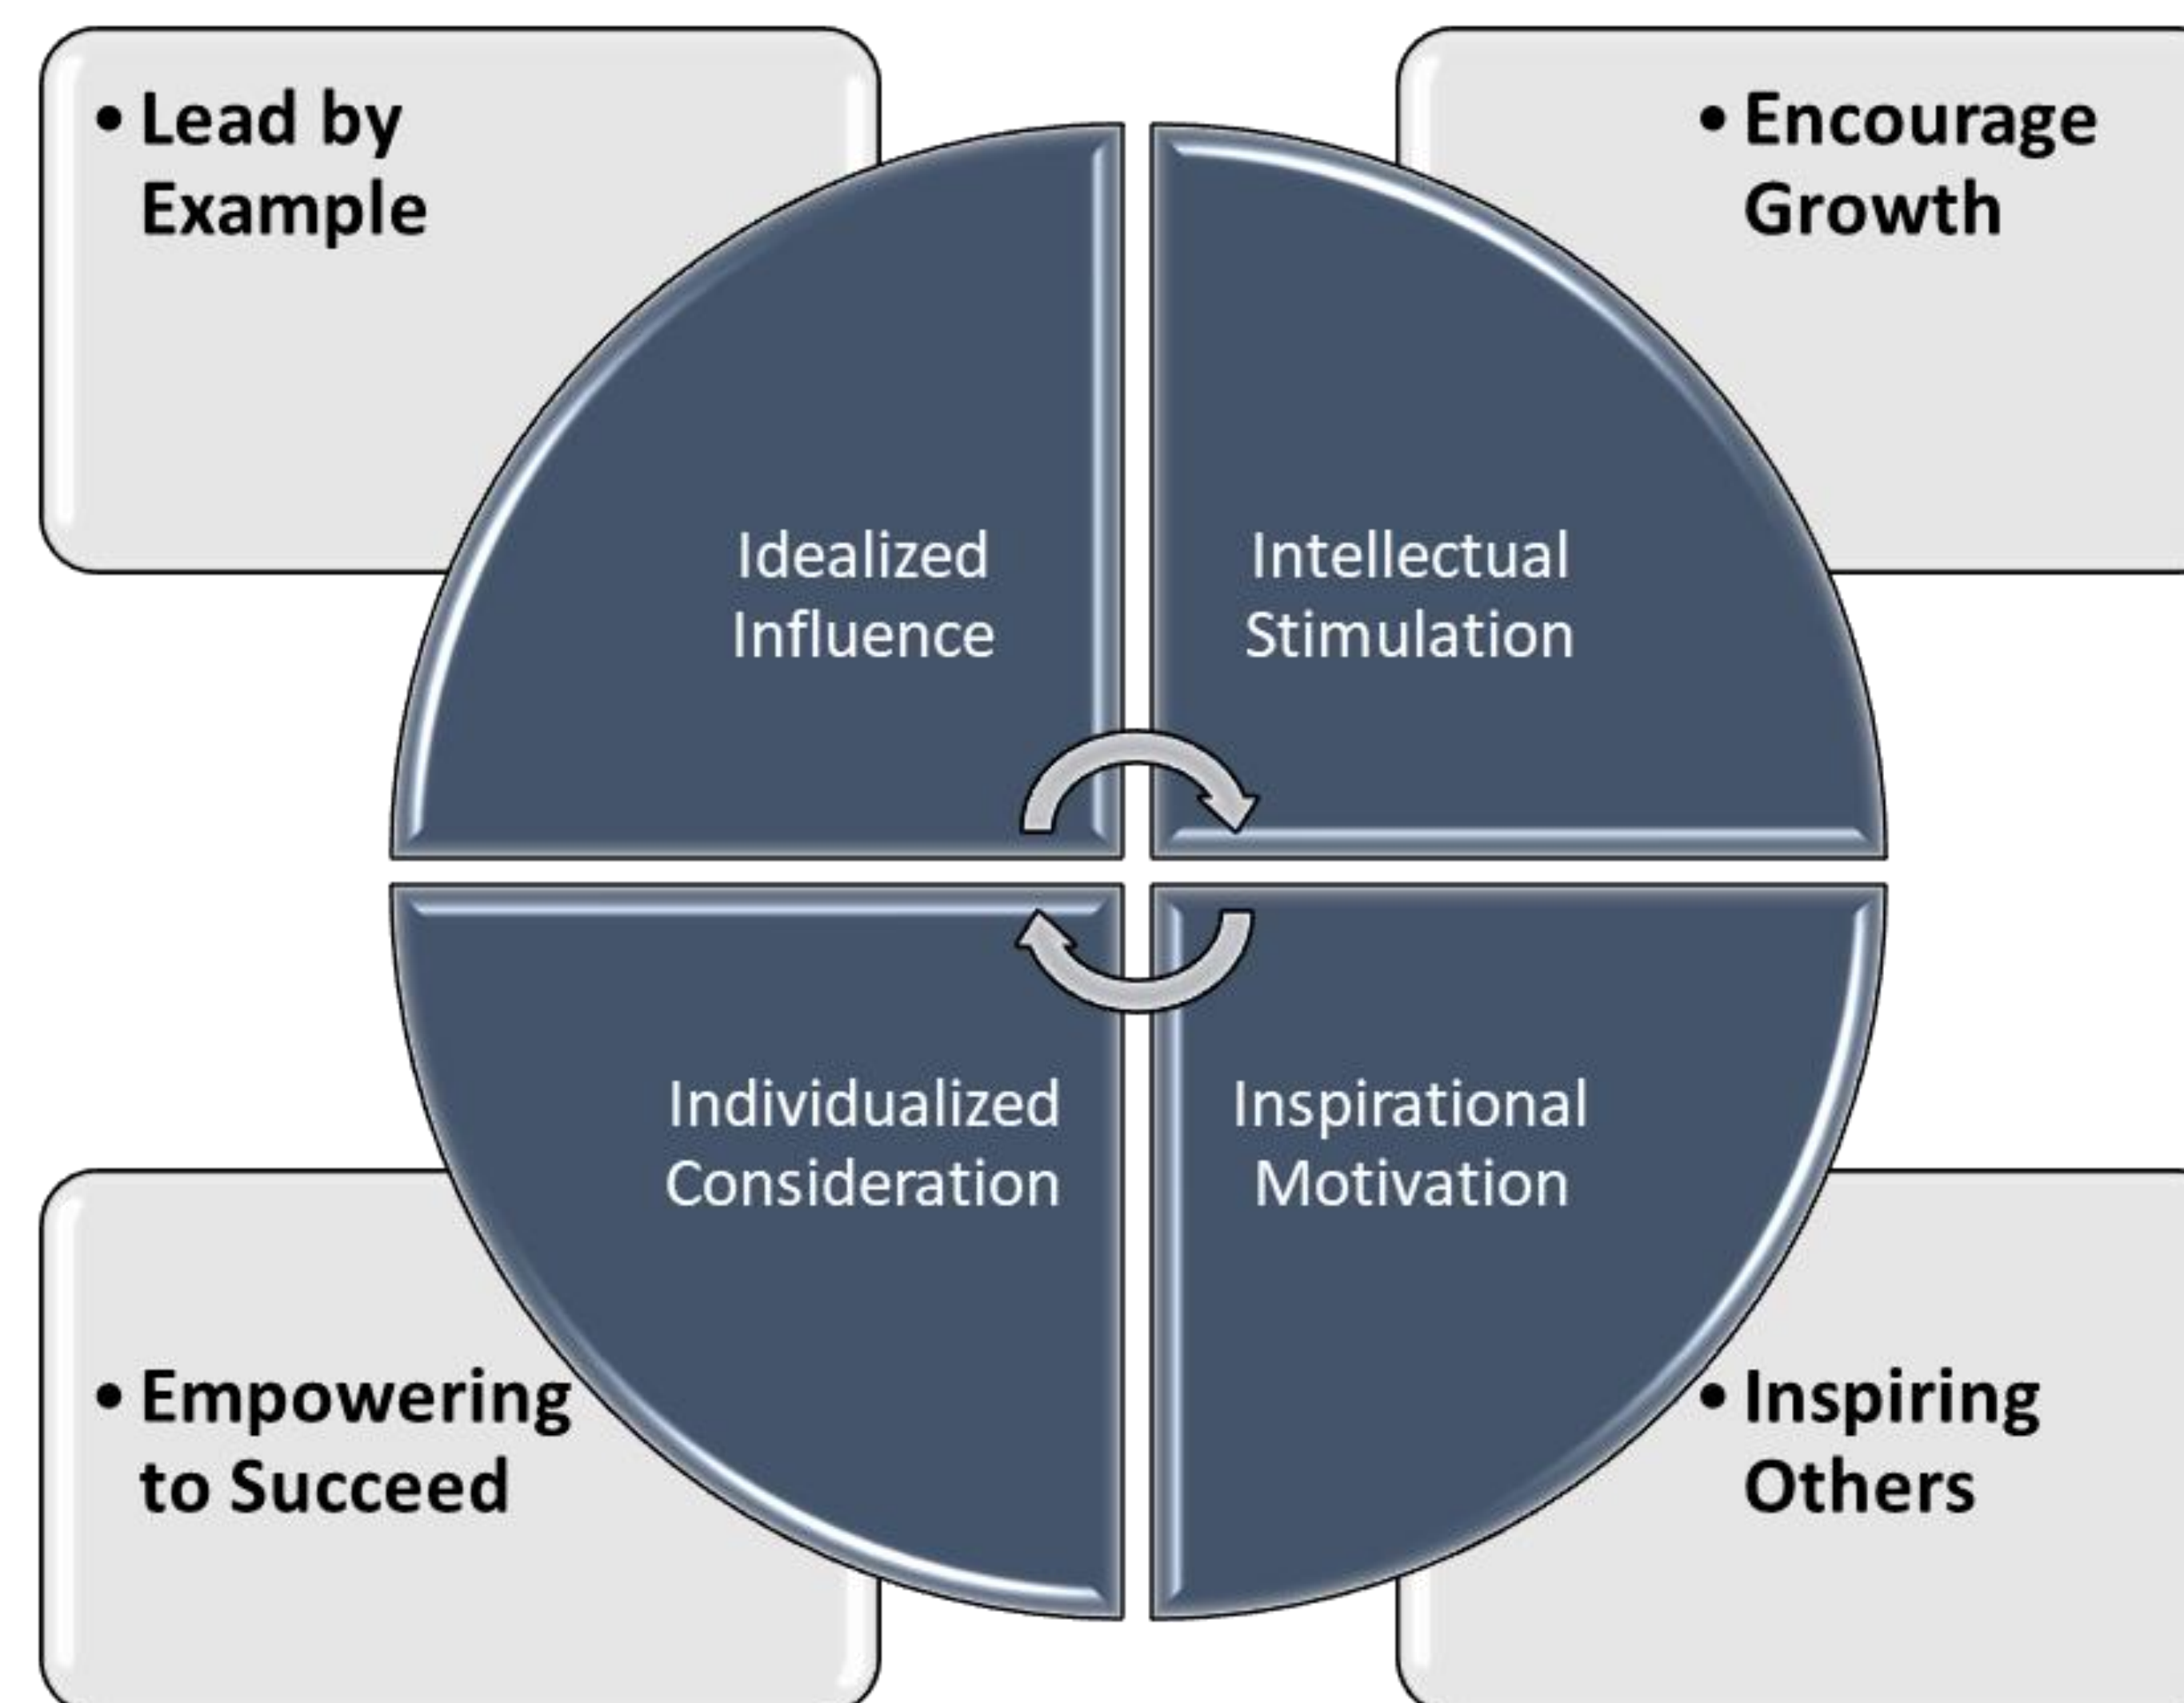 • Lead by
Example
• Encourage
Growth
Idealized
Influence
Intellectual
Stimulation
Individualized
Consideration
Inspirational
Motivation
• Empowering
to Succeed
• Inspiring
Others